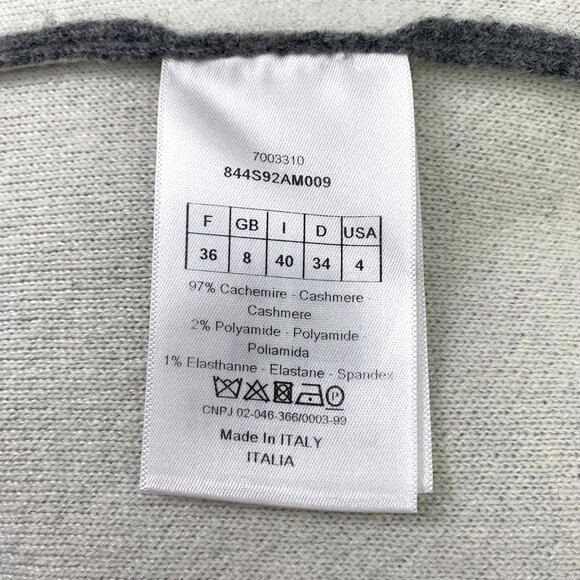 7003310
844S92AM009
F GB I D USA
36 8 40 34 4
97% Cachemire - Cashmere -
Cashmere
2% Polyamide - Polyamide -
Poliamida
1% Elasthanne - Elastane - Spandex
P
CNPJ 02-046-366/0003-99
Made In ITALY
ITALIA